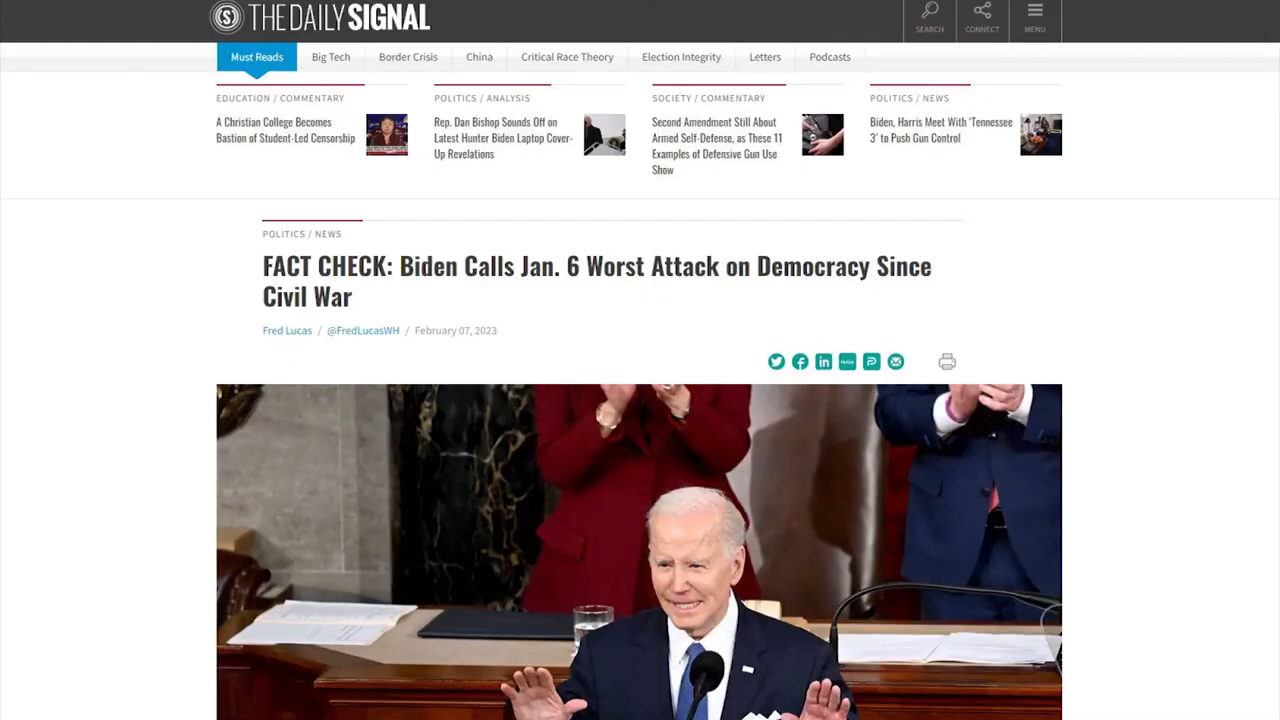 THE DAILY SIGNAL
SEARCH
CONNECT
MENU
Must Reads
Big Tech
Border Crisis
China
Critical Race Theory
Election Integrity
Letters
Podcasts
EDUCATION / COMMENTARY
A Christian College Becomes
Bastion of Student-Led Censorship
POLITICS / ANALYSIS
Rep. Dan Bishop Sounds Off on
Latest Hunter Biden Laptop Cover-
Up Revelations
SOCIETY / COMMENTARY
Second Amendment Still About
Armed Self-Defense, as These 11
Examples of Defensive Gun Use
Show
POLITICS / NEWS
Biden, Harris Meet With ‘Tennessee
3’ to Push Gun Control
POLITICS / NEWS
FACT CHECK: Biden Calls Jan. 6 Worst Attack on Democracy Since
Civil War
Fred Lucas / @FredLucasWH / February 07, 2023